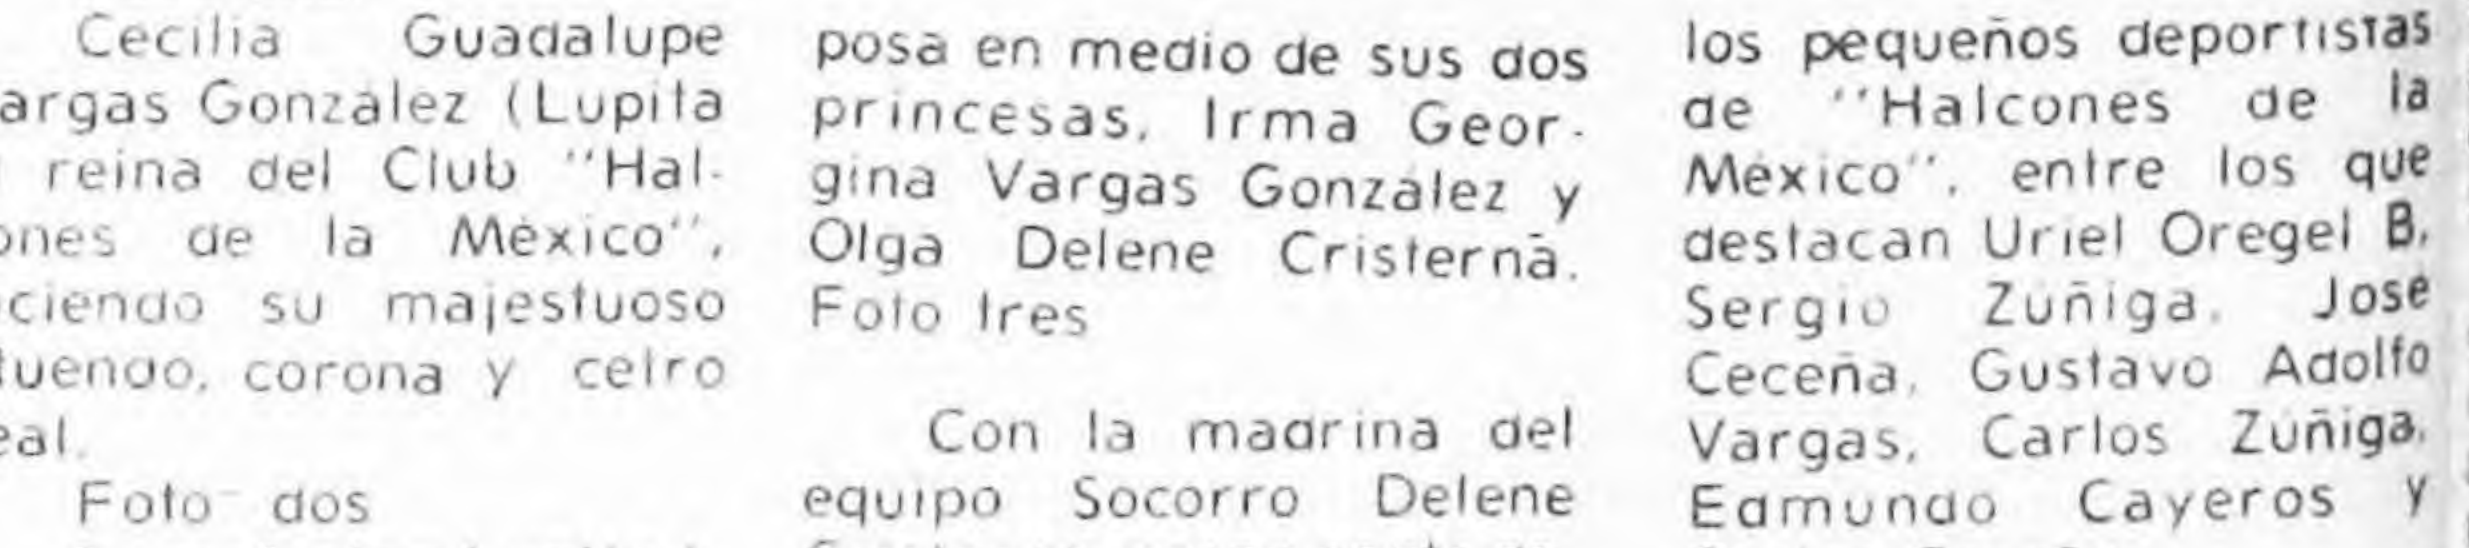 Cecilia Guadalupe
argas González (Lupita
reina del Club "Hal-
ones de la México",
ciendo su majestuoso
tuendo, corona y cetro
eal.
Foto dos
posa en medio de sus dos
princesas, Irma Geor-
gina Vargas González y
Olga Delene Cristerna.
Foto tres
Con la madrina del
equipo Socorro Delene
los pequeños deportistas
de "Halcones de la
México", entre los que
destacan Uriel Oregel B,
Sergio Zúñiga, José
Ceceña, Gustavo Adolfo
Vargas, Carlos Zúñiga,
Edmundo Cayeros y